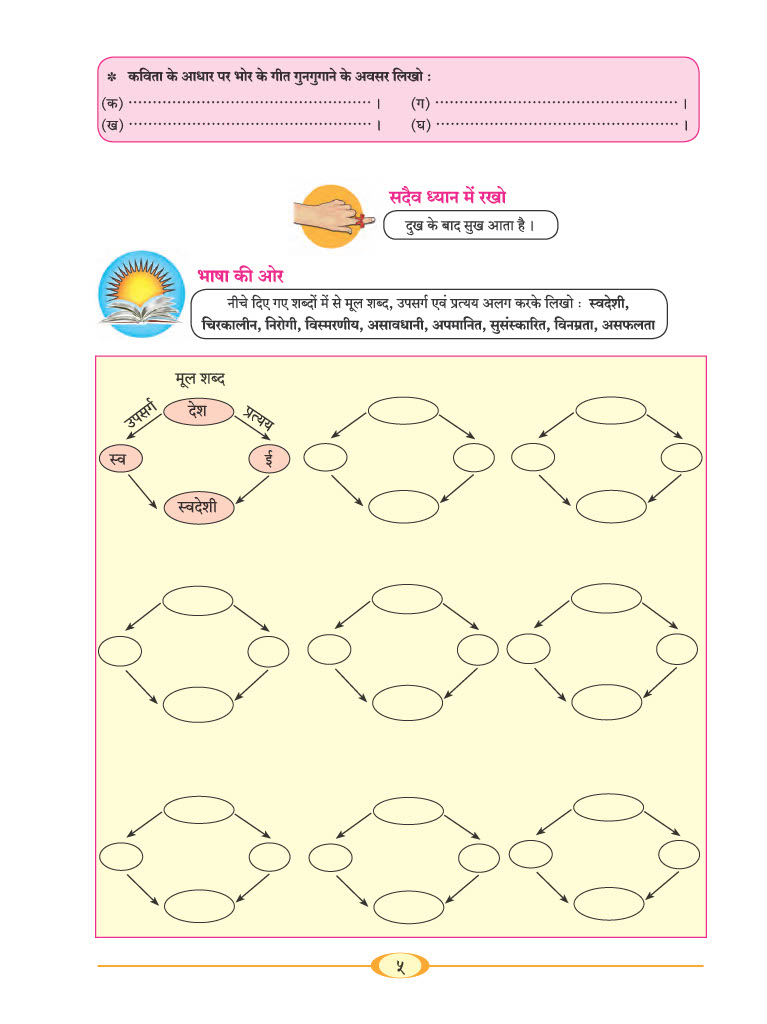 ✽ कविता के आधार पर भोर के गीत गुनगुगाने के अवसर लिखो :
(क) .................................................. । (ग) .................................................. ।
(ख) .................................................. । (घ) .................................................. ।
सदैव ध्यान में रखो
दुख के बाद सुख आता है ।
भाषा की ओर
नीचे दिए गए शब्दों में से मूल शब्द, उपसर्ग एवं प्रत्यय अलग करके लिखो : स्वदेशी,
चिरकालीन, निरोगी, विस्मरणीय, असावधानी, अपमानित, सुसंस्कारित, विनम्रता, असफलता
मूल शब्द
उपसर्ग देश प्रत्यय
स्व ई
स्वदेशी
५